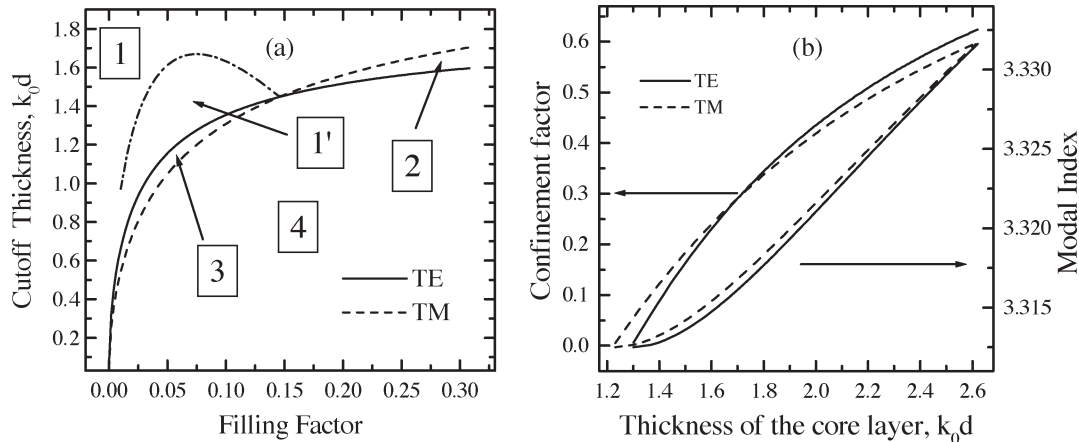 (a)
1
1'
2
3
4
TE
TM
Cutoff Thickness, k0d
1.8
1.6
1.4
1.2
1.0
0.8
0.6
0.4
0.2
0.00 0.05 0.10 0.15 0.20 0.25 0.30
Filling Factor
(b)
TE
TM
Confinement factor
0.6
0.5
0.4
0.3
0.2
0.1
0.0
1.2 1.4 1.6 1.8 2.0 2.2 2.4 2.6
Thickness of the core layer, k0d
3.330
3.325
3.320
3.315
Modal Index